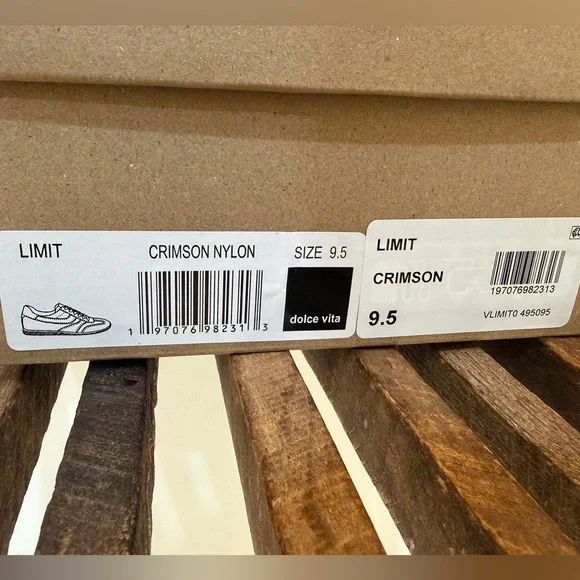 LIMIT CRIMSON NYLON SIZE 9.5
1 97076 98231 3
dolce vita
LIMIT
CRIMSON
197076982313
9.5
VLIMIT0 495095